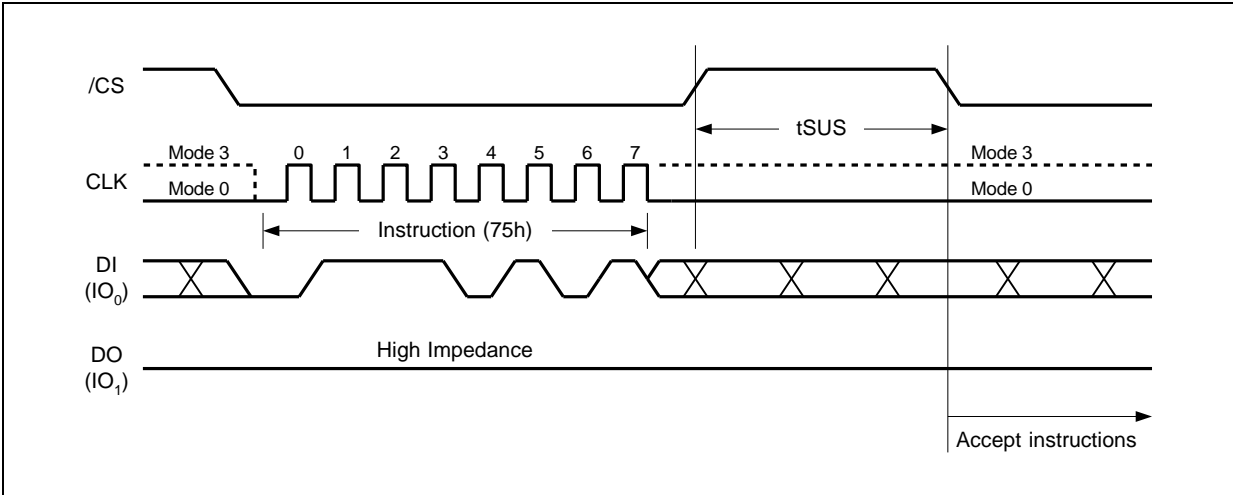 /CS
tSUS
Mode 3
0 1 2 3 4 5 6 7
Mode 3
CLK
Mode 0
Mode 0
Instruction (75h)
DI
(IO0)
High Impedance
DO
(IO1)
Accept instructions